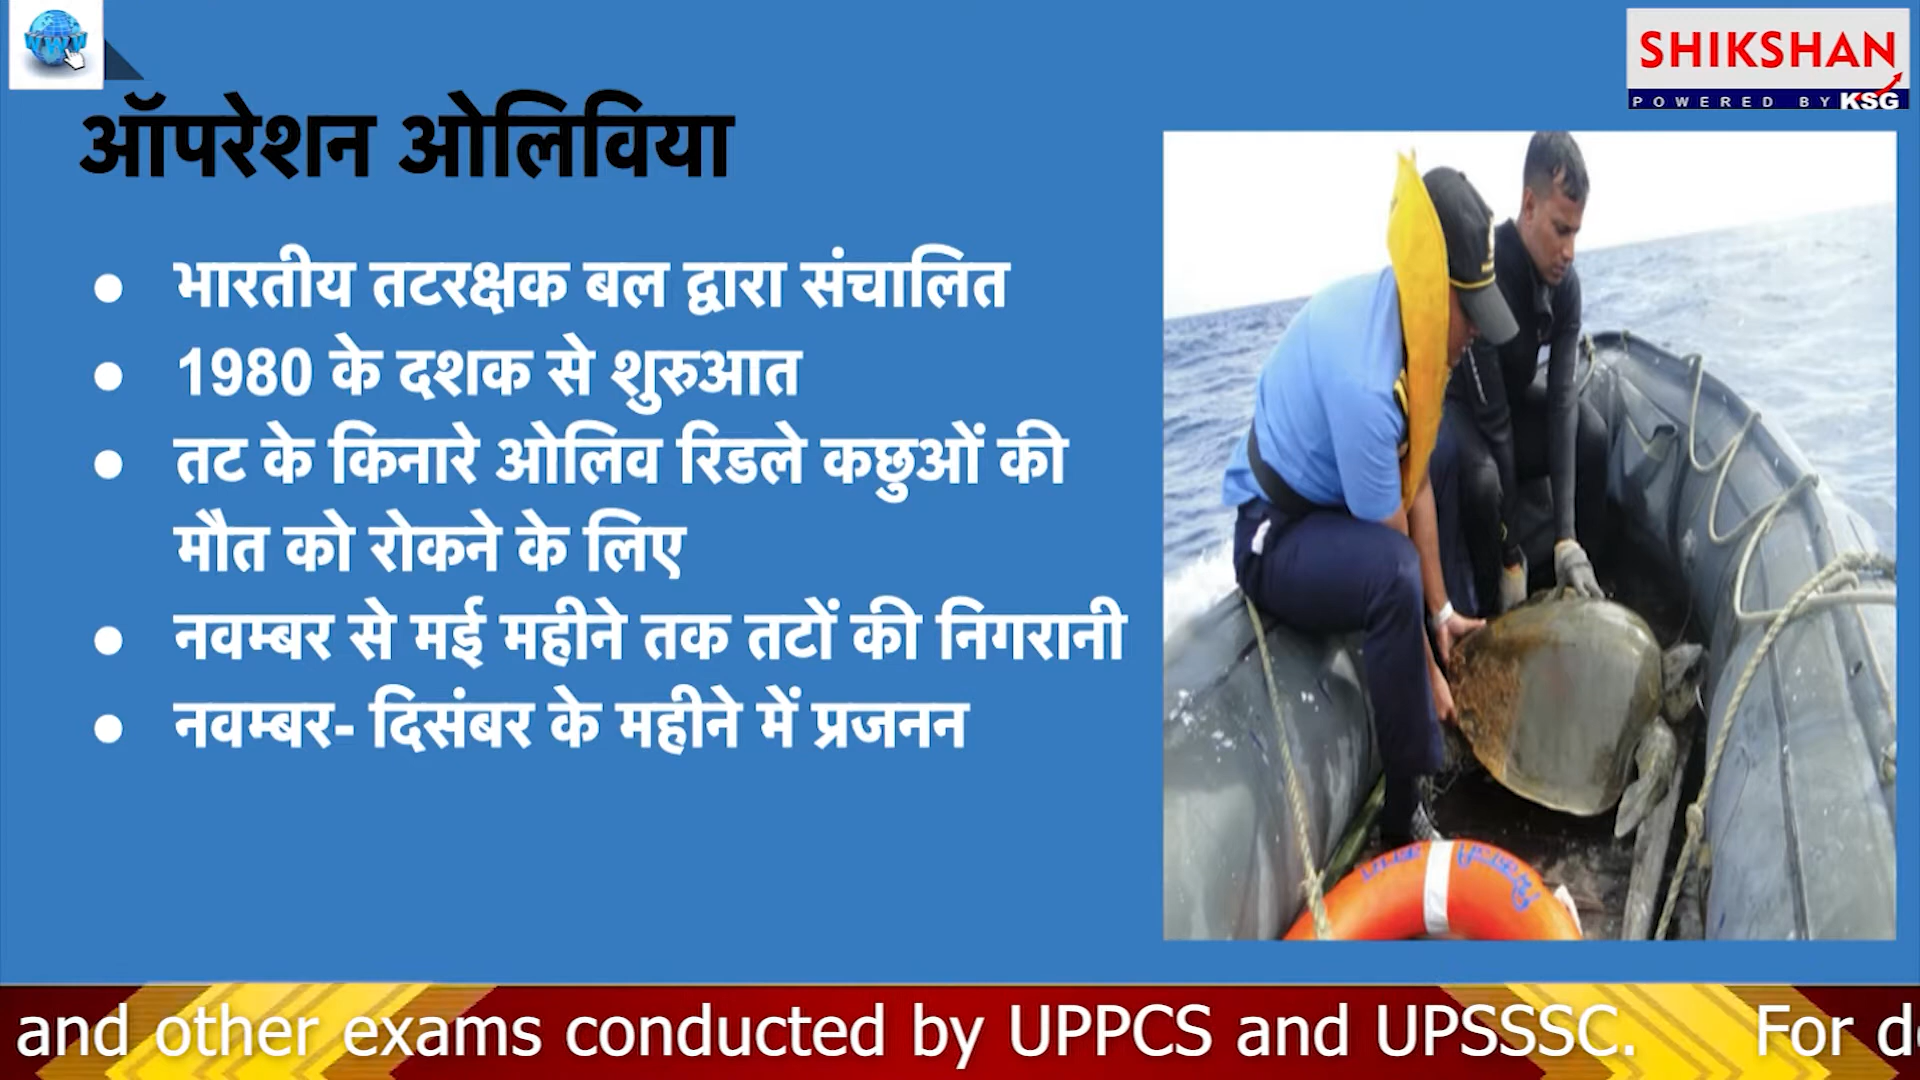 WWW
SHIKSHAN
POWERED BY KSG
ऑपरेशन ओलिविया
● भारतीय तटरक्षक बल द्वारा संचालित
● 1980 के दशक से शुरुआत
● तट के किनारे ओलिव रिडले कछुओं की
मौत को रोकने के लिए
● नवम्बर से मई महीने तक तटों की निगरानी
● नवम्बर- दिसंबर के महीने में प्रजनन
and other exams conducted by UPPCS and UPSSSC. For d